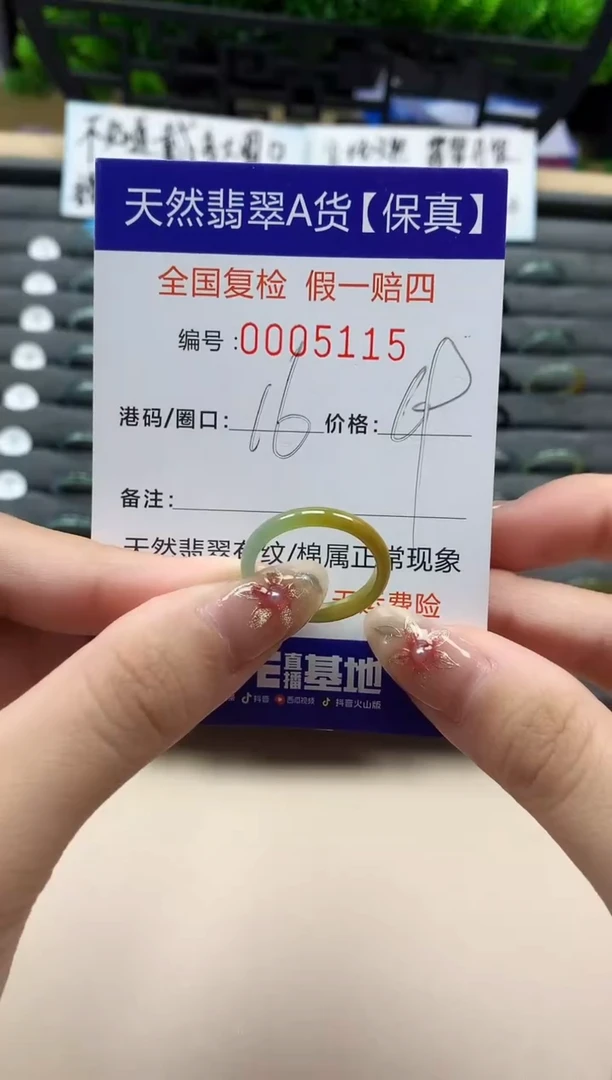 天然翡翠A货【保真】
全国复检 假一赔四
编号:0005115
港码/圈口:16 价格:
备注:
天然翡翠有纹/棉属正常现象
费险
直播基地
抖音 西瓜视频 抖音火山版